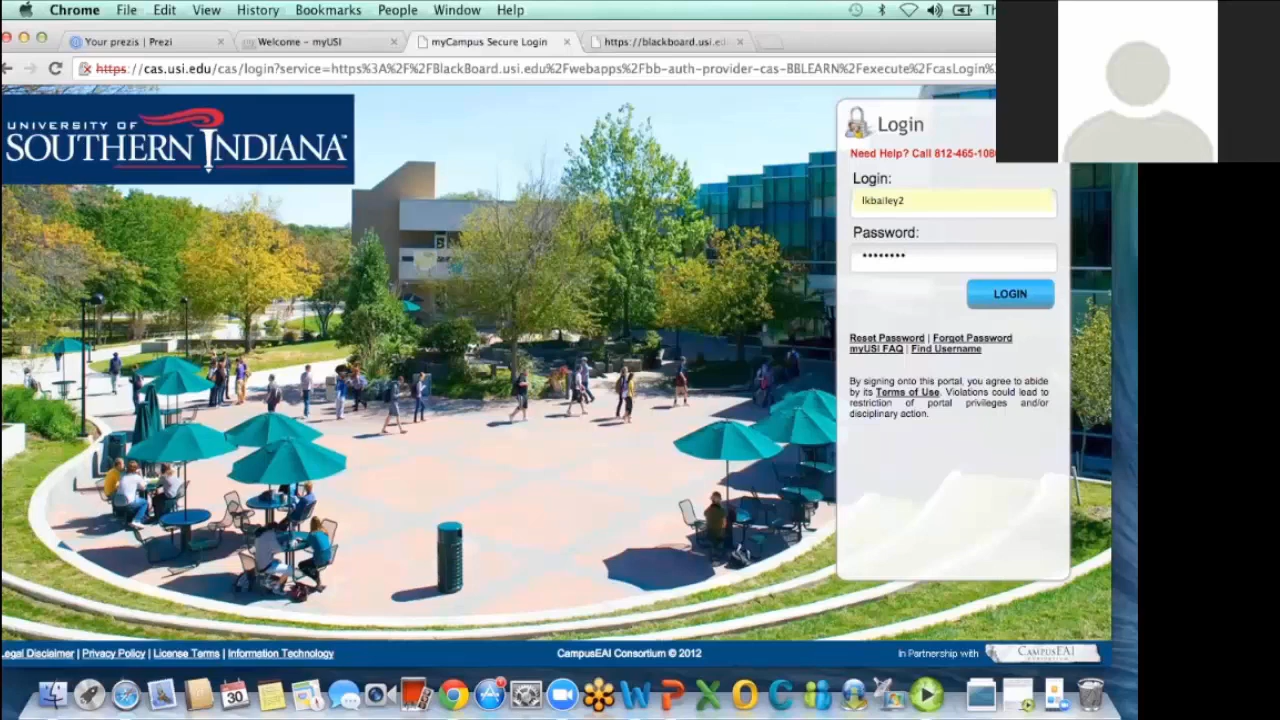 Chrome File Edit View History Bookmarks People Window Help
Your prezis | Prezi
Welcome - myUSI
myCampus Secure Login
https://blackboard.usi.ed
https://cas.usi.edu/cas/login?service=https%3A%2F%2FBlackBoard.usi.edu%2Fwebapps%2Fbb-auth-provider-cas-BBLEARN%2Fexecute%2FcasLogin%
UNIVERSITY OF
SOUTHERN INDIANA
Login
Need Help? Call 812-465-108
Login:
lkbailey2
Password:
••••••••
LOGIN
Reset Password | Forgot Password
myUSI FAQ | Find Username
By signing onto this portal, you agree to abide
by its Terms of Use. Violations could lead to
restriction of portal privileges and/or
disciplinary action.
egal Disclaimer | Privacy Policy | License Terms | Information Technology
CampusEAI Consortium © 2012
In Partnership with
CAMPUSEAI
30